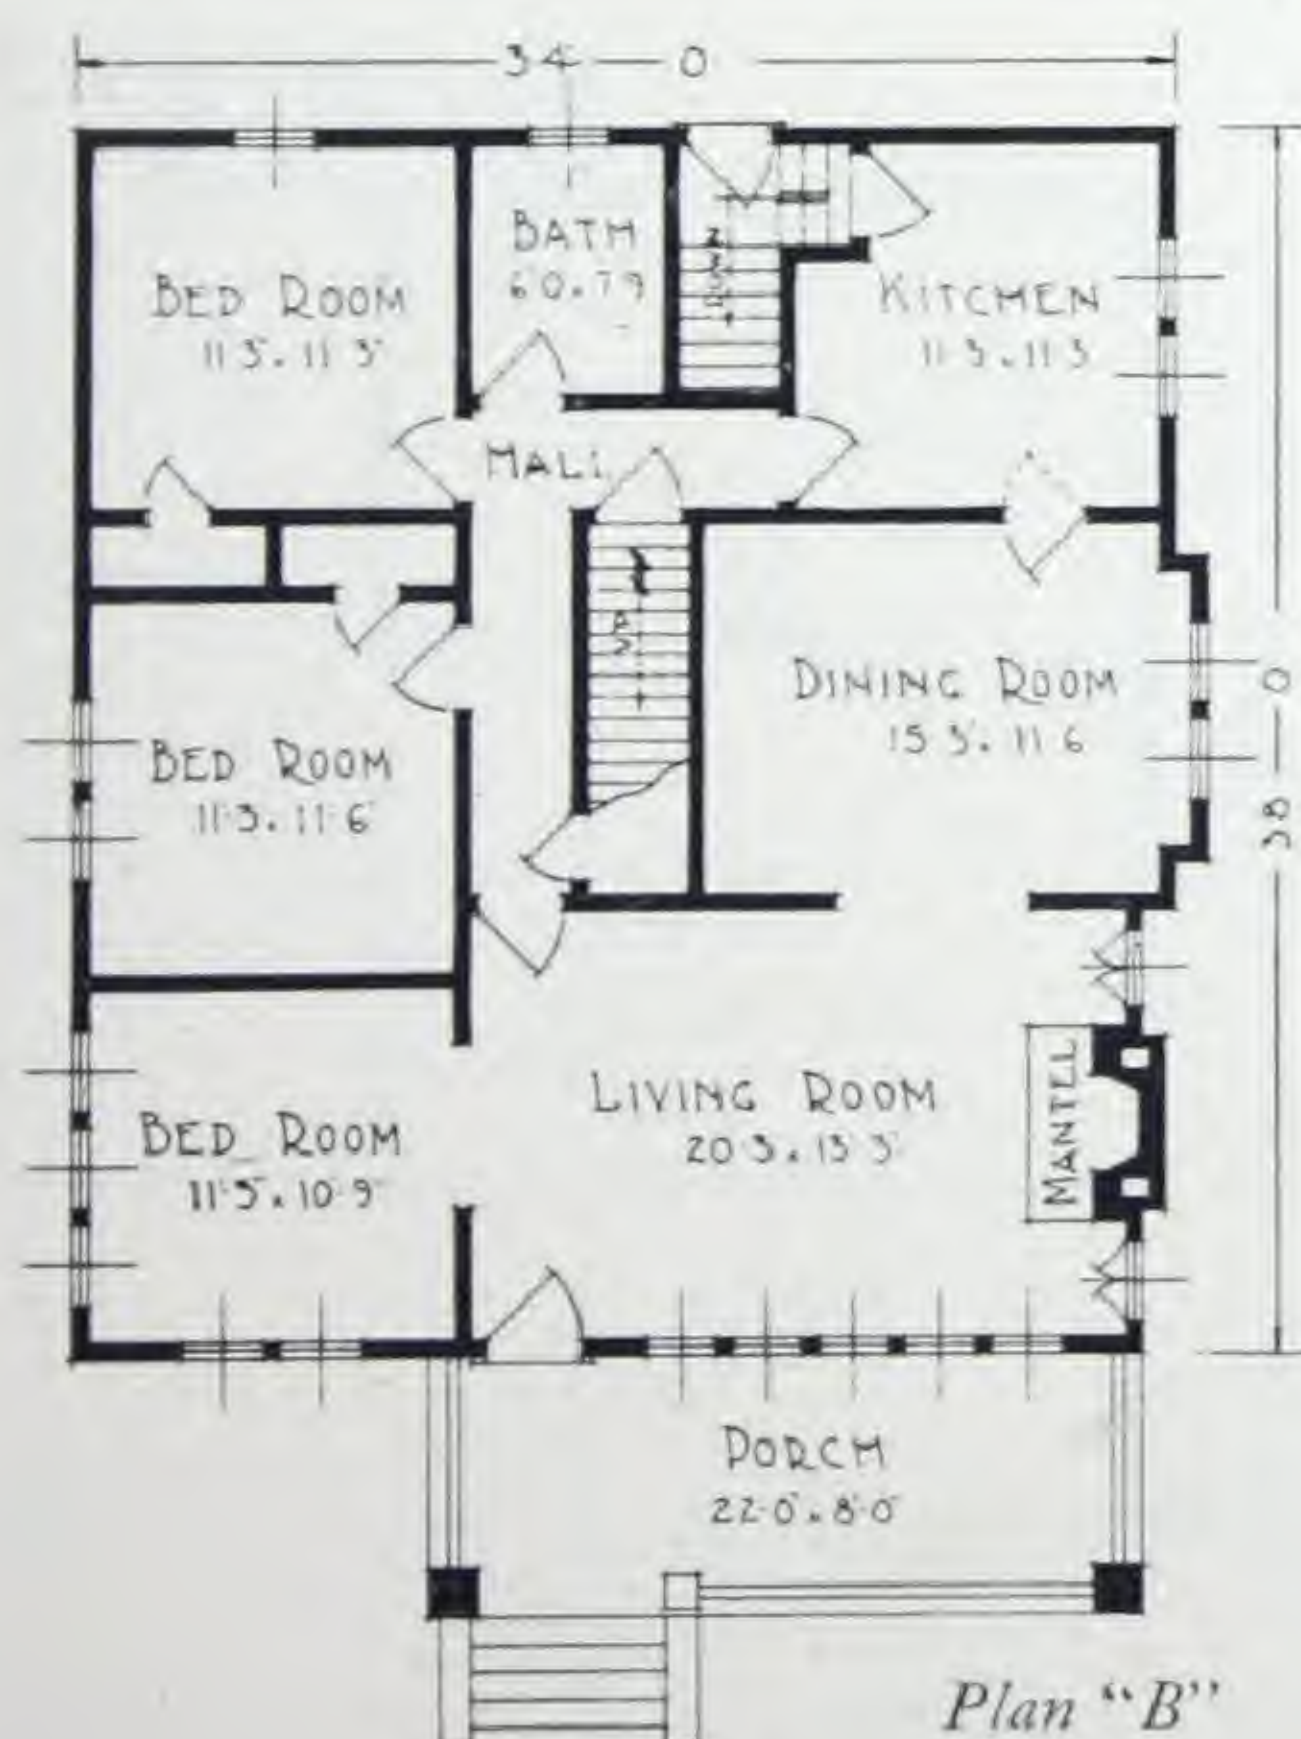 34 — 0
BATH
6 0 x 7 9
BED ROOM
11 3 x 11 3
KITCHEN
11 3 x 11 3
HALL
DINING ROOM
15 3 x 11 6
UP
BED ROOM
11-3 x 11-6
38 — 0
LIVING ROOM
20 3 x 13 3
MANTEL
BED ROOM
11-3 x 10-9
PORCH
22-0 x 8-0
Plan “B”